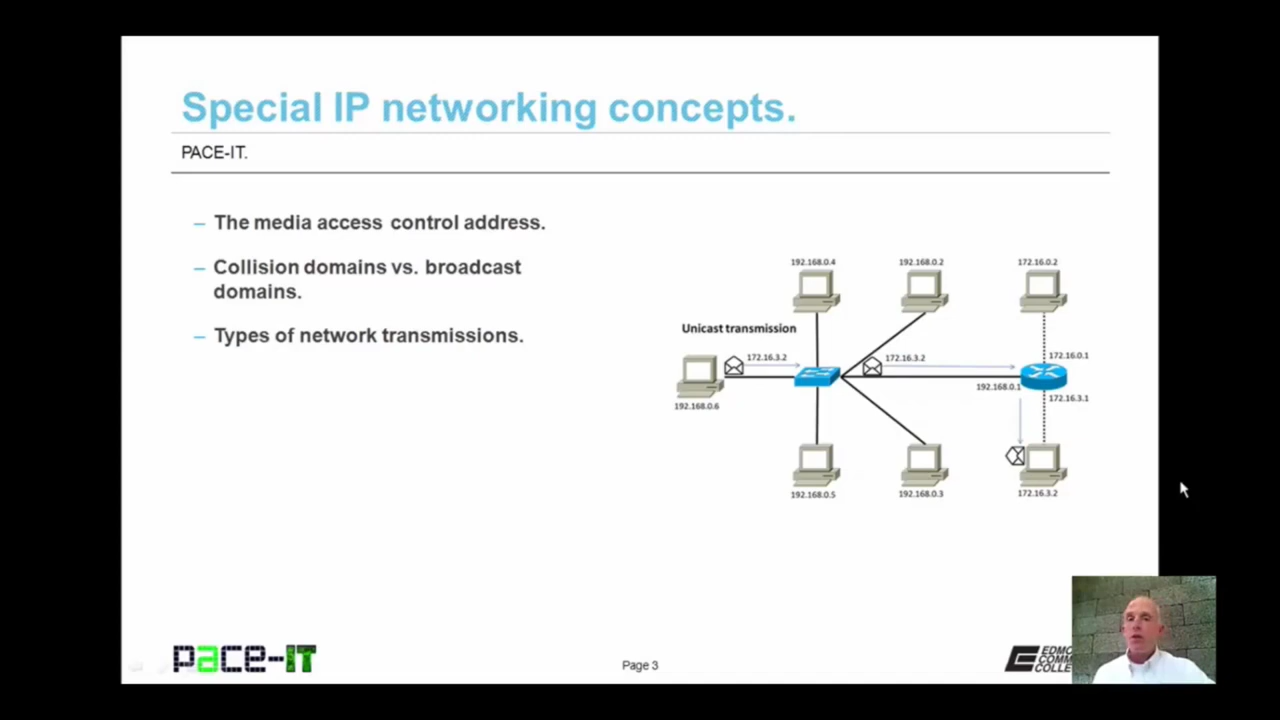 Special IP networking concepts.
PACE-IT.
– The media access control address.
– Collision domains vs. broadcast
domains.
– Types of network transmissions.
192.168.0.4
192.168.0.2
172.16.0.2
Unicast transmission
172.16.3.2
172.16.3.2
172.16.0.1
192.168.0.1
172.16.3.1
192.168.0.6
192.168.0.5
192.168.0.3
172.16.3.2
pace-IT
Page 3